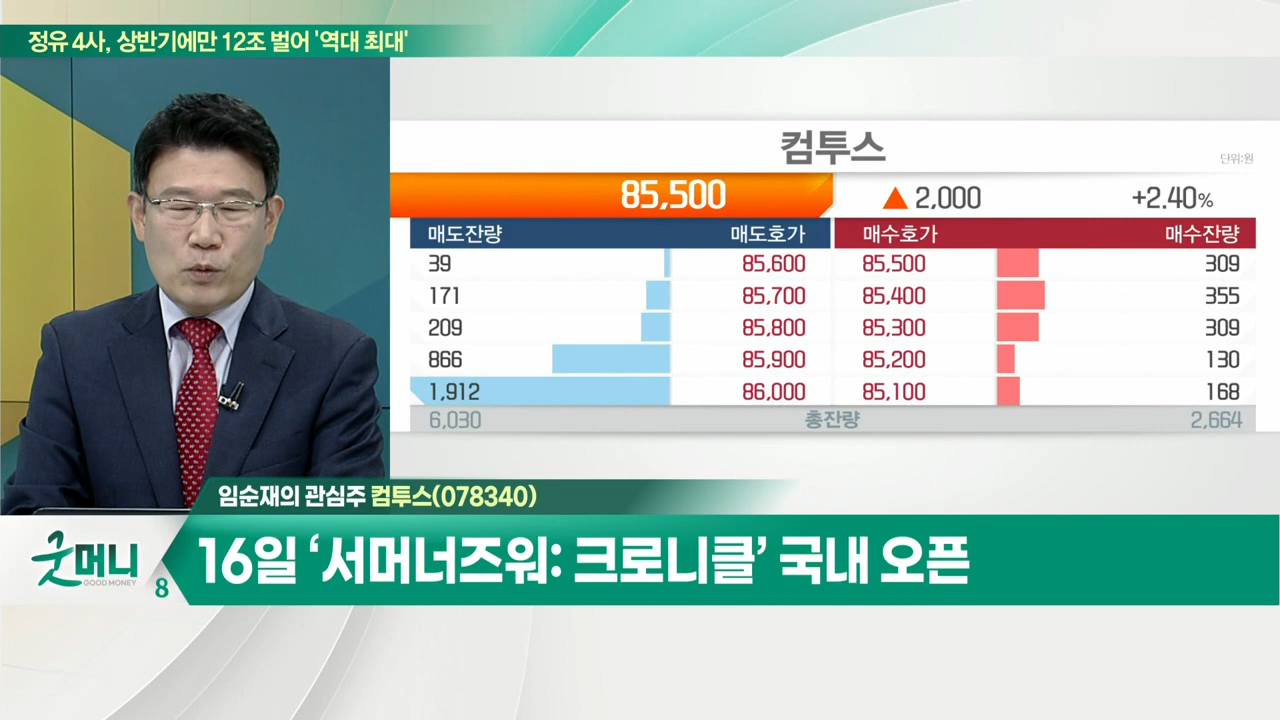 정유 4사, 상반기에만 12조 벌어 '역대 최대'
컴투스
단위:원
85,500 ▲ 2,000 +2.40%
매도잔량 매도호가 매수호가 매수잔량
39 85,600 85,500 309
171 85,700 85,400 355
209 85,800 85,300 309
866 85,900 85,200 130
1,912 86,000 85,100 168
6,030 총잔량 2,664
임순재의 관심주 컴투스(078340)
굿머니
GOOD MONEY
8
16일 ‘서머너즈워: 크로니클’ 국내 오픈